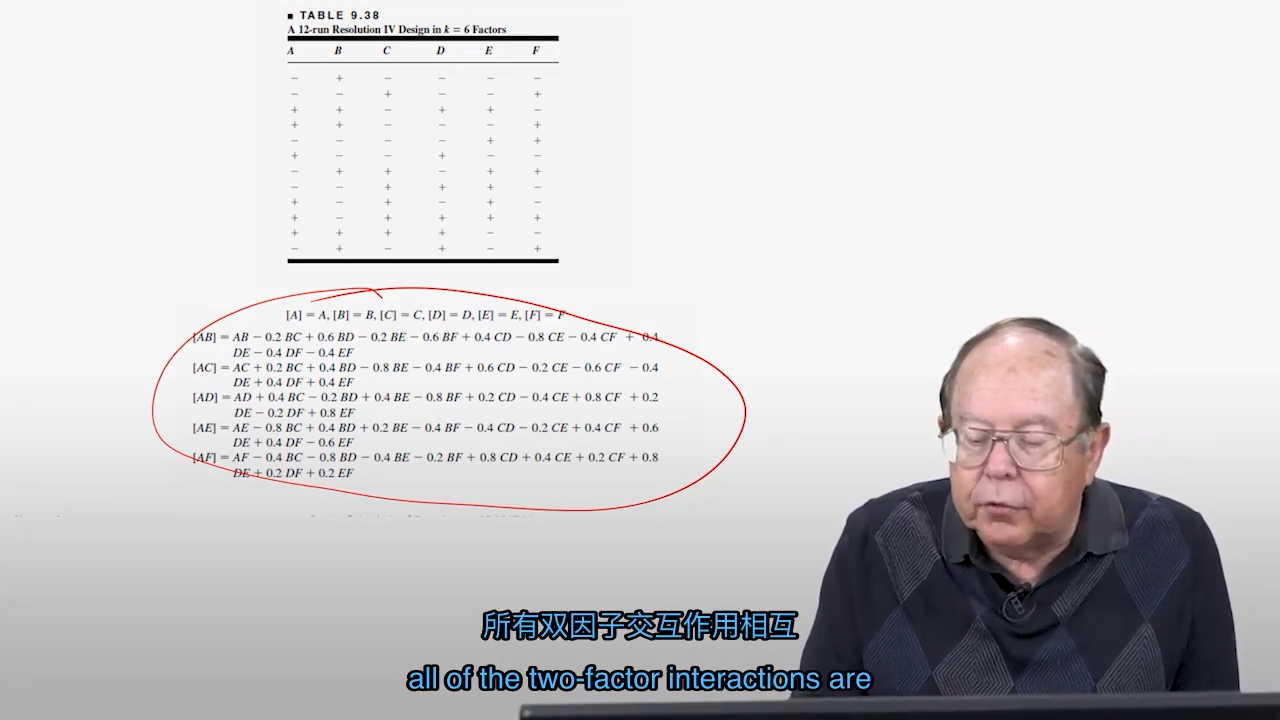 ■ TABLE 9.38
A 12-run Resolution IV Design in k = 6 Factors
A B C D E F
− + − − − −
− − + − − +
+ + − + + −
+ + − − − +
− − − − + +
+ − − + − −
− + + − + +
− − + + + −
+ − + − + −
+ − + + + +
+ + + + − −
− + − + − +
[A] = A, [B] = B, [C] = C, [D] = D, [E] = E, [F] = F
[AB] = AB − 0.2 BC + 0.6 BD − 0.2 BE − 0.6 BF + 0.4 CD − 0.8 CE − 0.4 CF + 0.4
DE − 0.4 DF − 0.4 EF
[AC] = AC + 0.2 BC + 0.4 BD − 0.8 BE − 0.4 BF + 0.6 CD − 0.2 CE − 0.6 CF − 0.4
DE + 0.4 DF + 0.4 EF
[AD] = AD + 0.4 BC − 0.2 BD + 0.4 BE − 0.8 BF + 0.2 CD − 0.4 CE + 0.8 CF + 0.2
DE − 0.2 DF + 0.8 EF
[AE] = AE − 0.8 BC + 0.4 BD + 0.2 BE − 0.4 BF − 0.4 CD − 0.2 CE + 0.4 CF + 0.6
DE + 0.4 DF − 0.6 EF
[AF] = AF − 0.4 BC − 0.8 BD − 0.4 BE − 0.2 BF + 0.8 CD + 0.4 CE + 0.2 CF + 0.8
DE + 0.2 DF + 0.2 EF
所有双因子交互作用相互
all of the two-factor interactions are